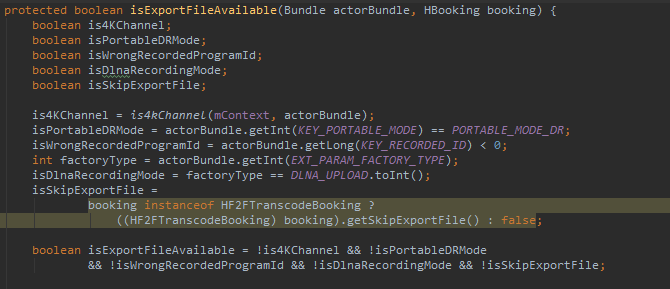 protected boolean isExportFileAvailable(Bundle actorBundle, HBooking booking) {
boolean is4KChannel;
boolean isPortableDRMode;
boolean isWrongRecordedProgramId;
boolean isDlnaRecordingMode;
boolean isSkipExportFile;
is4KChannel = is4kChannel(mContext, actorBundle);
isPortableDRMode = actorBundle.getInt(KEY_PORTABLE_MODE) == PORTABLE_MODE_DR;
isWrongRecordedProgramId = actorBundle.getLong(KEY_RECORDED_ID) < 0;
int factoryType = actorBundle.getInt(EXT_PARAM_FACTORY_TYPE);
isDlnaRecordingMode = factoryType == DLNA_UPLOAD.toInt();
isSkipExportFile =
booking instanceof HF2FTranscodeBooking ?
((HF2FTranscodeBooking) booking).getSkipExportFile() : false;
boolean isExportFileAvailable = !is4KChannel && !isPortableDRMode
&& !isWrongRecordedProgramId && !isDlnaRecordingMode && !isSkipExportFile;